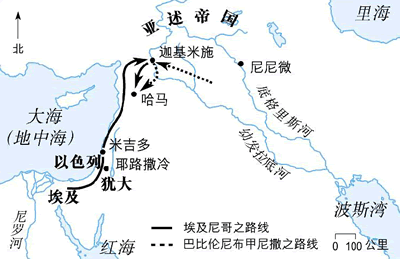 亚述帝国
里海
北
迦基米施
尼尼微
哈马
底格里斯河
大海
(地中海)
幼发拉底河
米吉多
以色列
耶路撒冷
犹大
埃及
波斯湾
尼罗河
红海
埃及尼哥之路线
巴比伦尼布甲尼撒之路线
0 100 公里